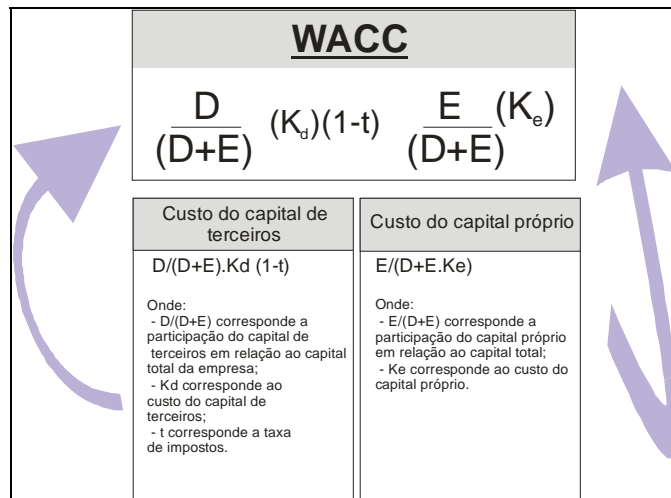 WACC
D
(D+E)
(Kd)(1-t)
E
(D+E)
(Ke)
Custo do capital de
terceiros
D/(D+E).Kd (1-t)
Onde:
- D/(D+E) corresponde a
participação do capital de
terceiros em relação ao capital
total da empresa;
- Kd corresponde ao
custo do capital de
terceiros;
- t corresponde a taxa
de impostos.
Custo do capital próprio
E/(D+E.Ke)
Onde:
- E/(D+E) corresponde a
participação do capital próprio
em relação ao capital total;
- Ke corresponde ao custo do
capital próprio.